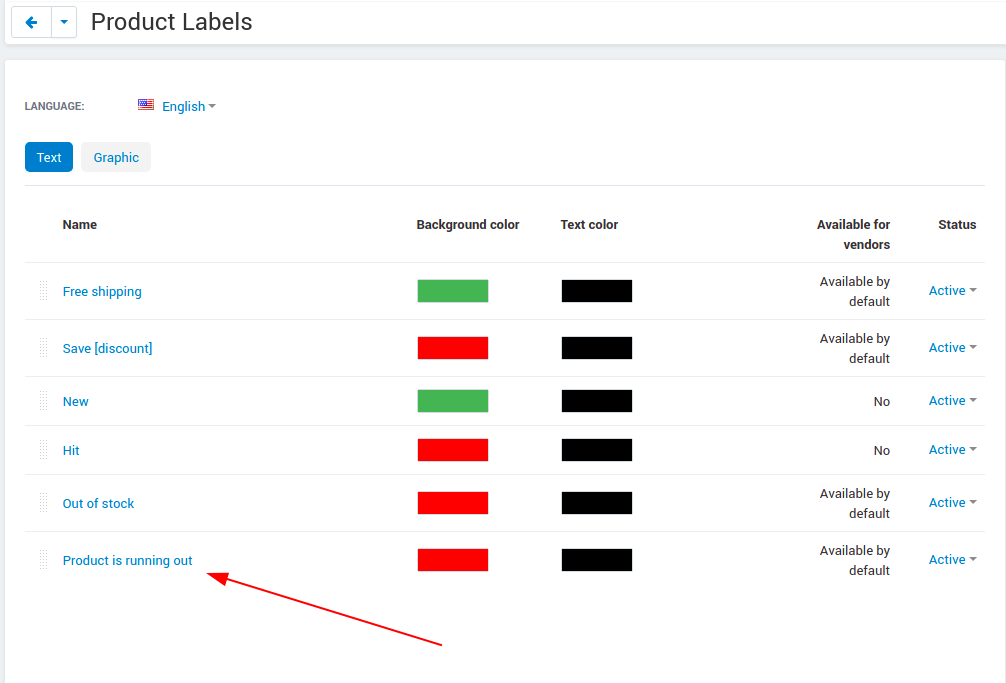 Product Labels
LANGUAGE: English
Text Graphic
Name Background color Text color Available for vendors Status
Free shipping Available by default Active
Save [discount] Available by default Active
New No Active
Hit No Active
Out of stock Available by default Active
Product is running out Available by default Active